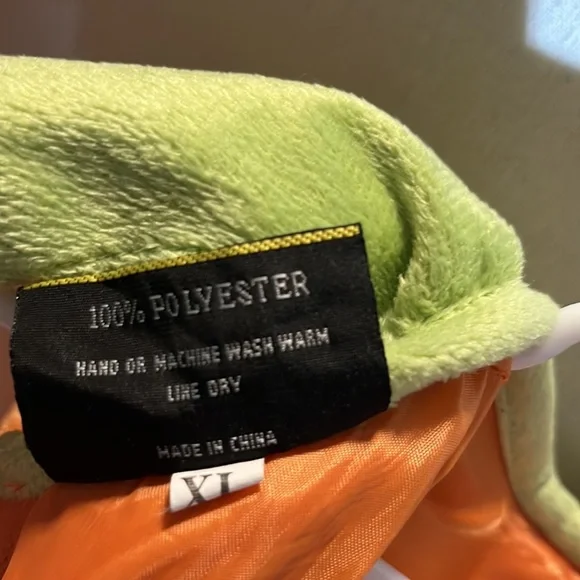 100% POLYESTER
HAND OR MACHINE WASH WARM
LINE DRY
MADE IN CHINA
XL